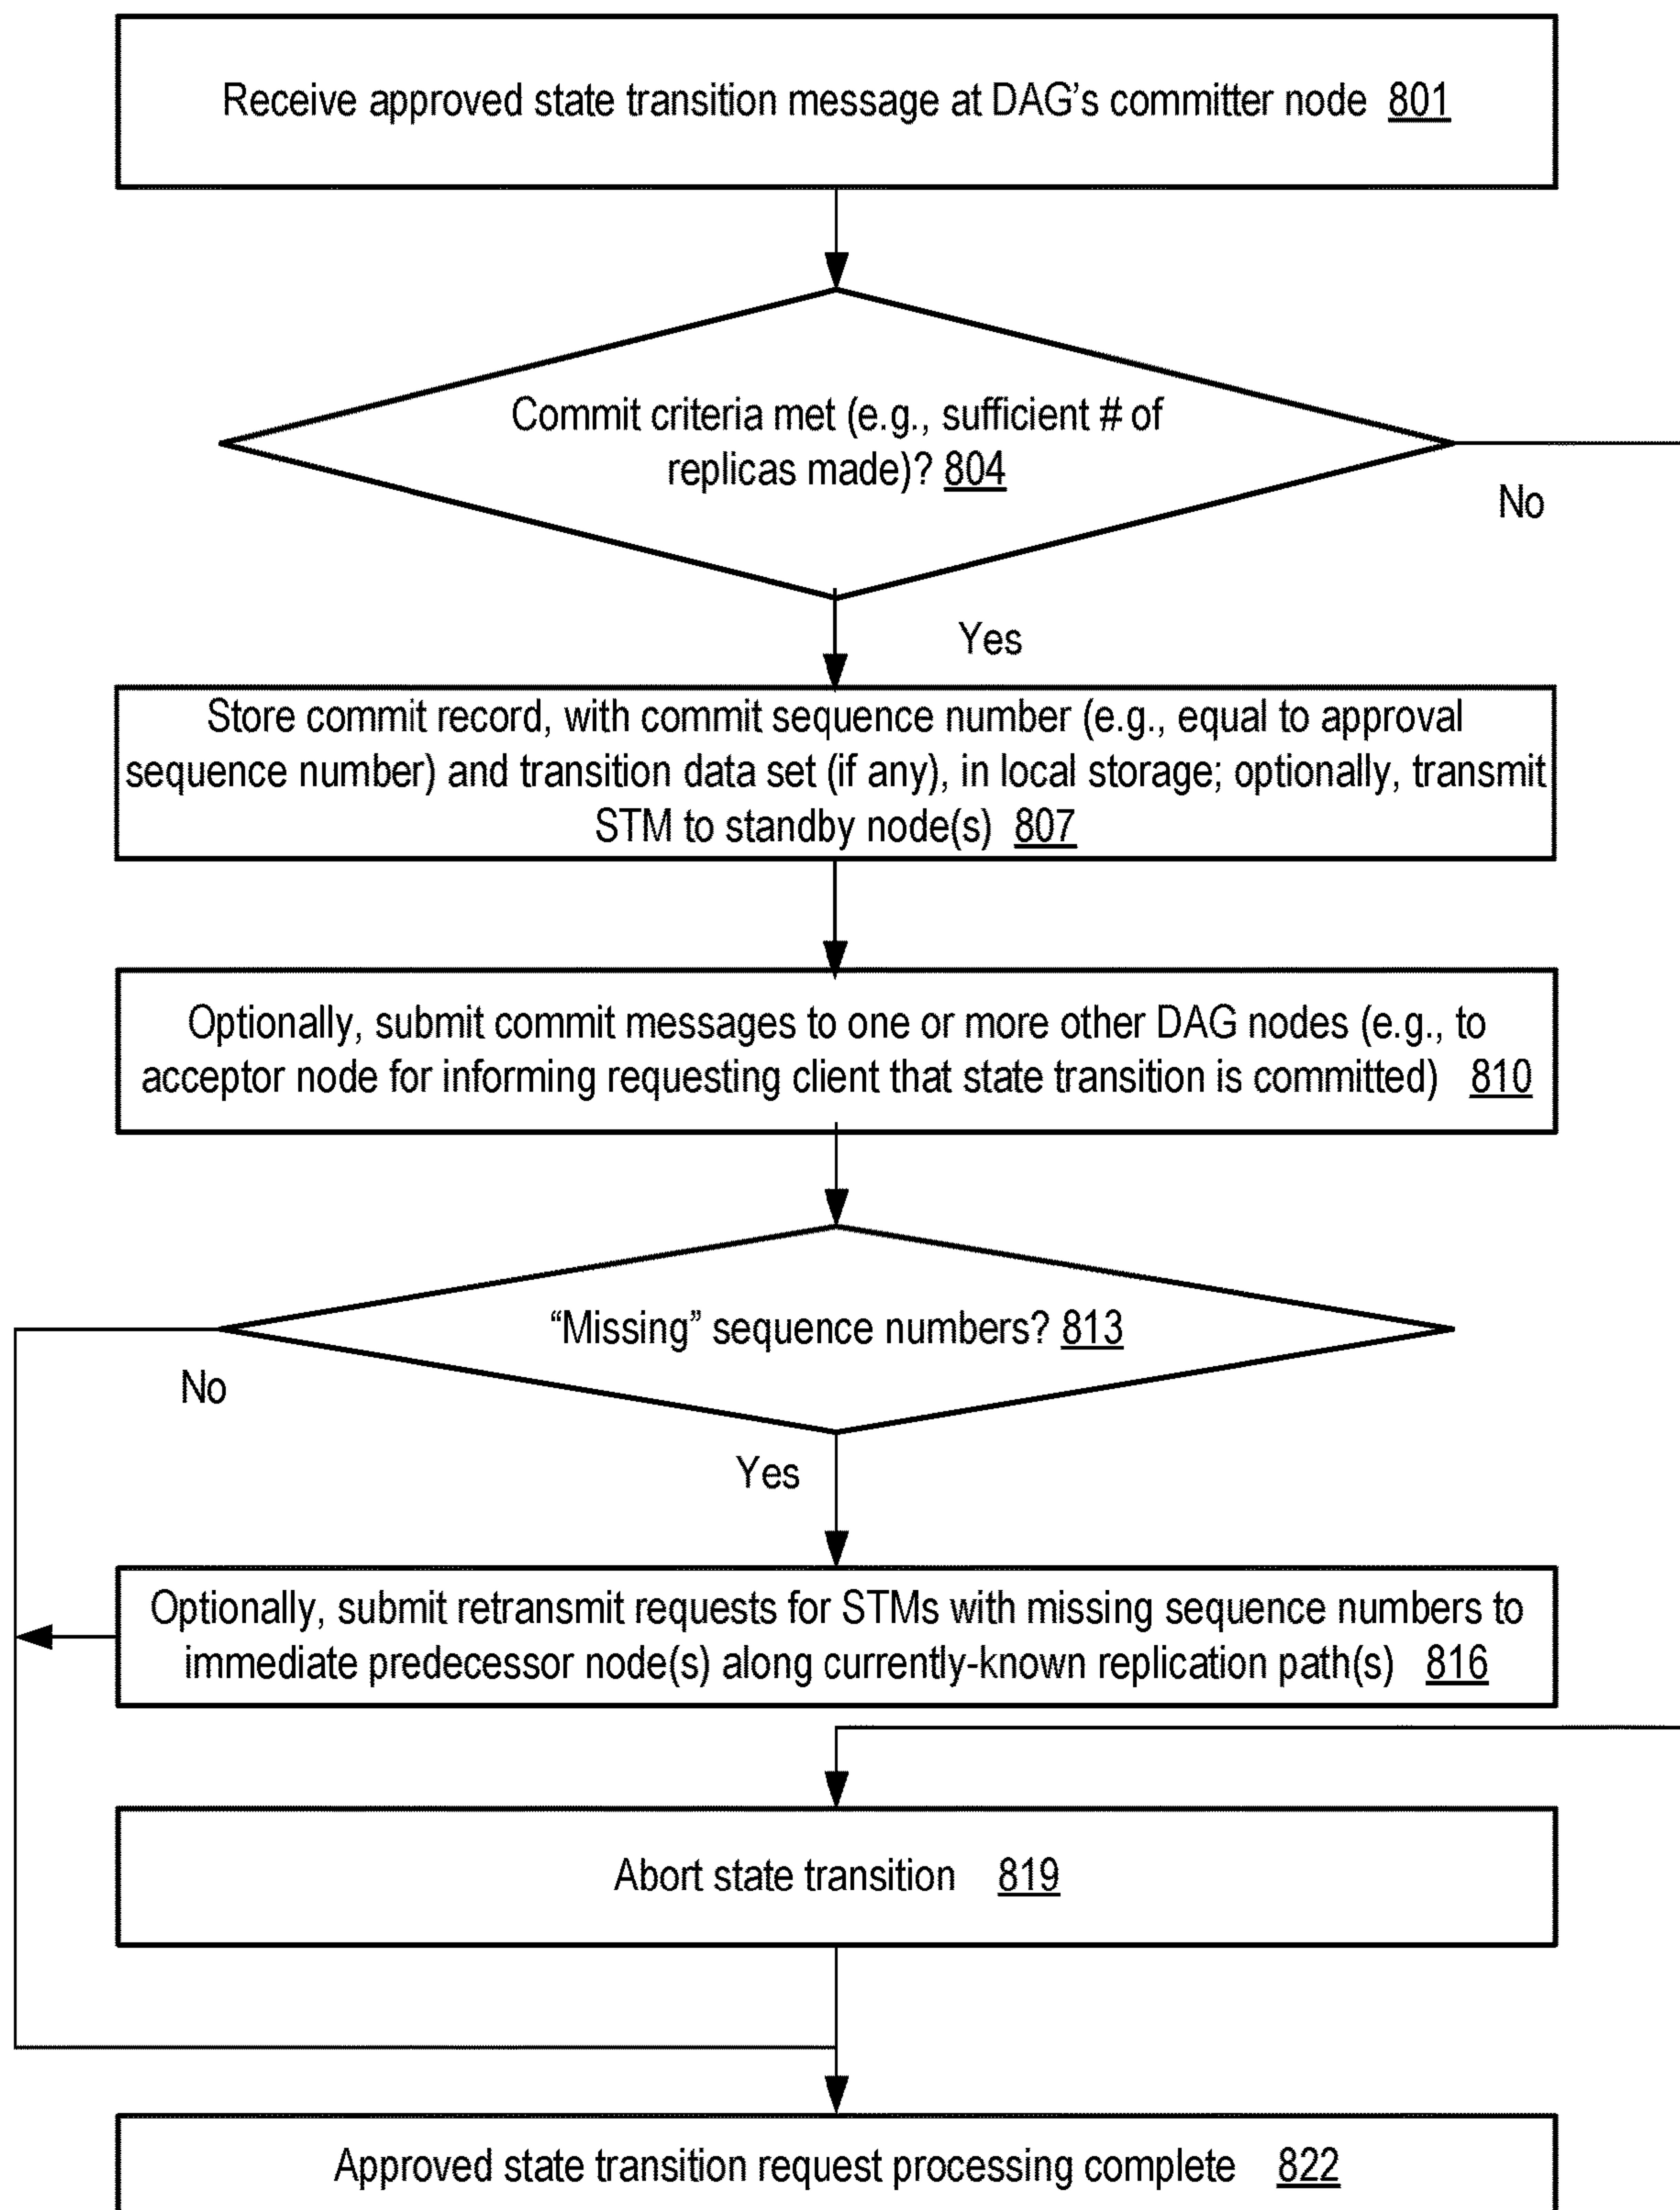 Receive approved state transition message at DAG's committer node 801
Commit criteria met (e.g., sufficient # of
replicas made)? 804
No
Yes
Store commit record, with commit sequence number (e.g., equal to approval
sequence number) and transition data set (if any), in local storage; optionally, transmit
STM to standby node(s) 807
Optionally, submit commit messages to one or more other DAG nodes (e.g., to
acceptor node for informing requesting client that state transition is committed) 810
“Missing” sequence numbers? 813
No
Yes
Optionally, submit retransmit requests for STMs with missing sequence numbers to
immediate predecessor node(s) along currently-known replication path(s) 816
Abort state transition 819
Approved state transition request processing complete 822